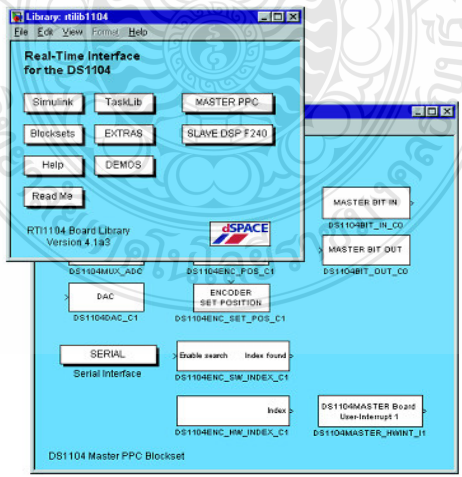 Library: rtilib1104
File Edit View Format Help
Real-Time Interface
for the DS1104
Simulink TaskLib MASTER PPC
Blocksets EXTRAS SLAVE DSP F240
Help DEMOS
Read Me
RTI1104 Board Library
Version 4.1a3
dSPACE
MASTER BIT IN
DS1104BIT_IN_C0
MASTER BIT OUT
DS1104MUX_ADC DS1104ENC_POS_C1 DS1104BIT_OUT_C0
DAC
ENCODER
SET POSITION
DS1104DAC_C1 DS1104ENC_SET_POS_C1
SERIAL
Serial Interface
Enable search Index found
DS1104ENC_SW_INDEX_C1
Index
DS1104ENC_HW_INDEX_C1
DS1104MASTER Board
User-Interrupt 1
DS1104MASTER_HWINT_I1
DS1104 Master PPC Blockset